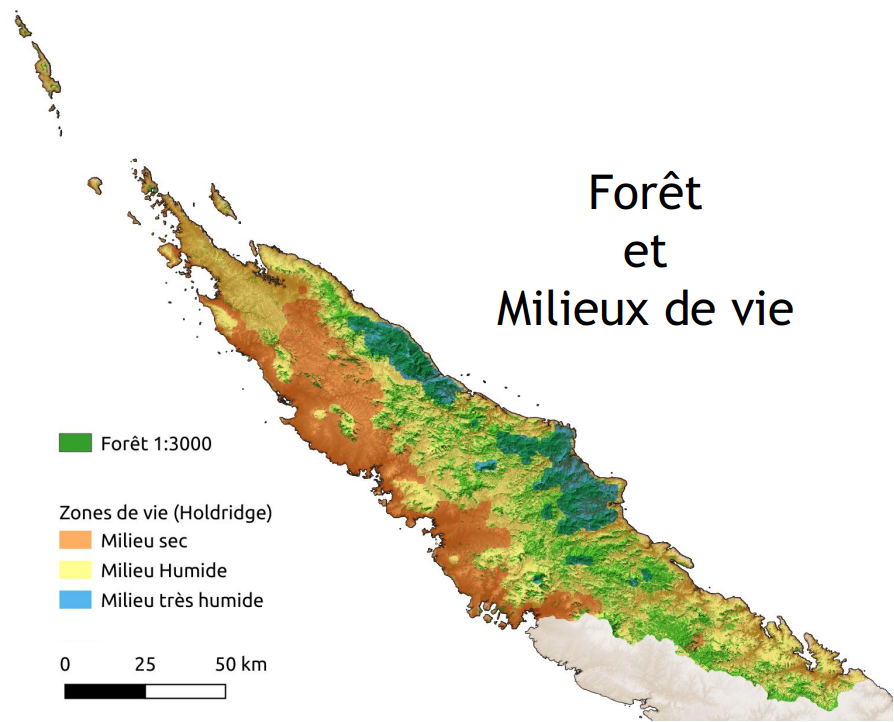 Forêt
et
Milieux de vie
Forêt 1:3000
Zones de vie (Holdridge)
Milieu sec
Milieu Humide
Milieu très humide
0 25 50 km